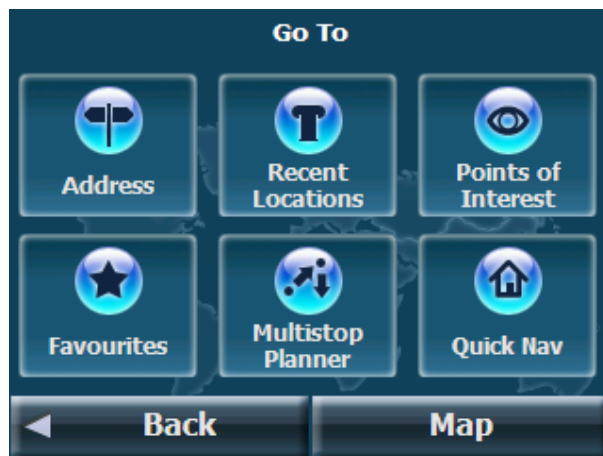 Go To
Address
Recent
Locations
Points of
Interest
Favourites
Multistop
Planner
Quick Nav
Back
Map